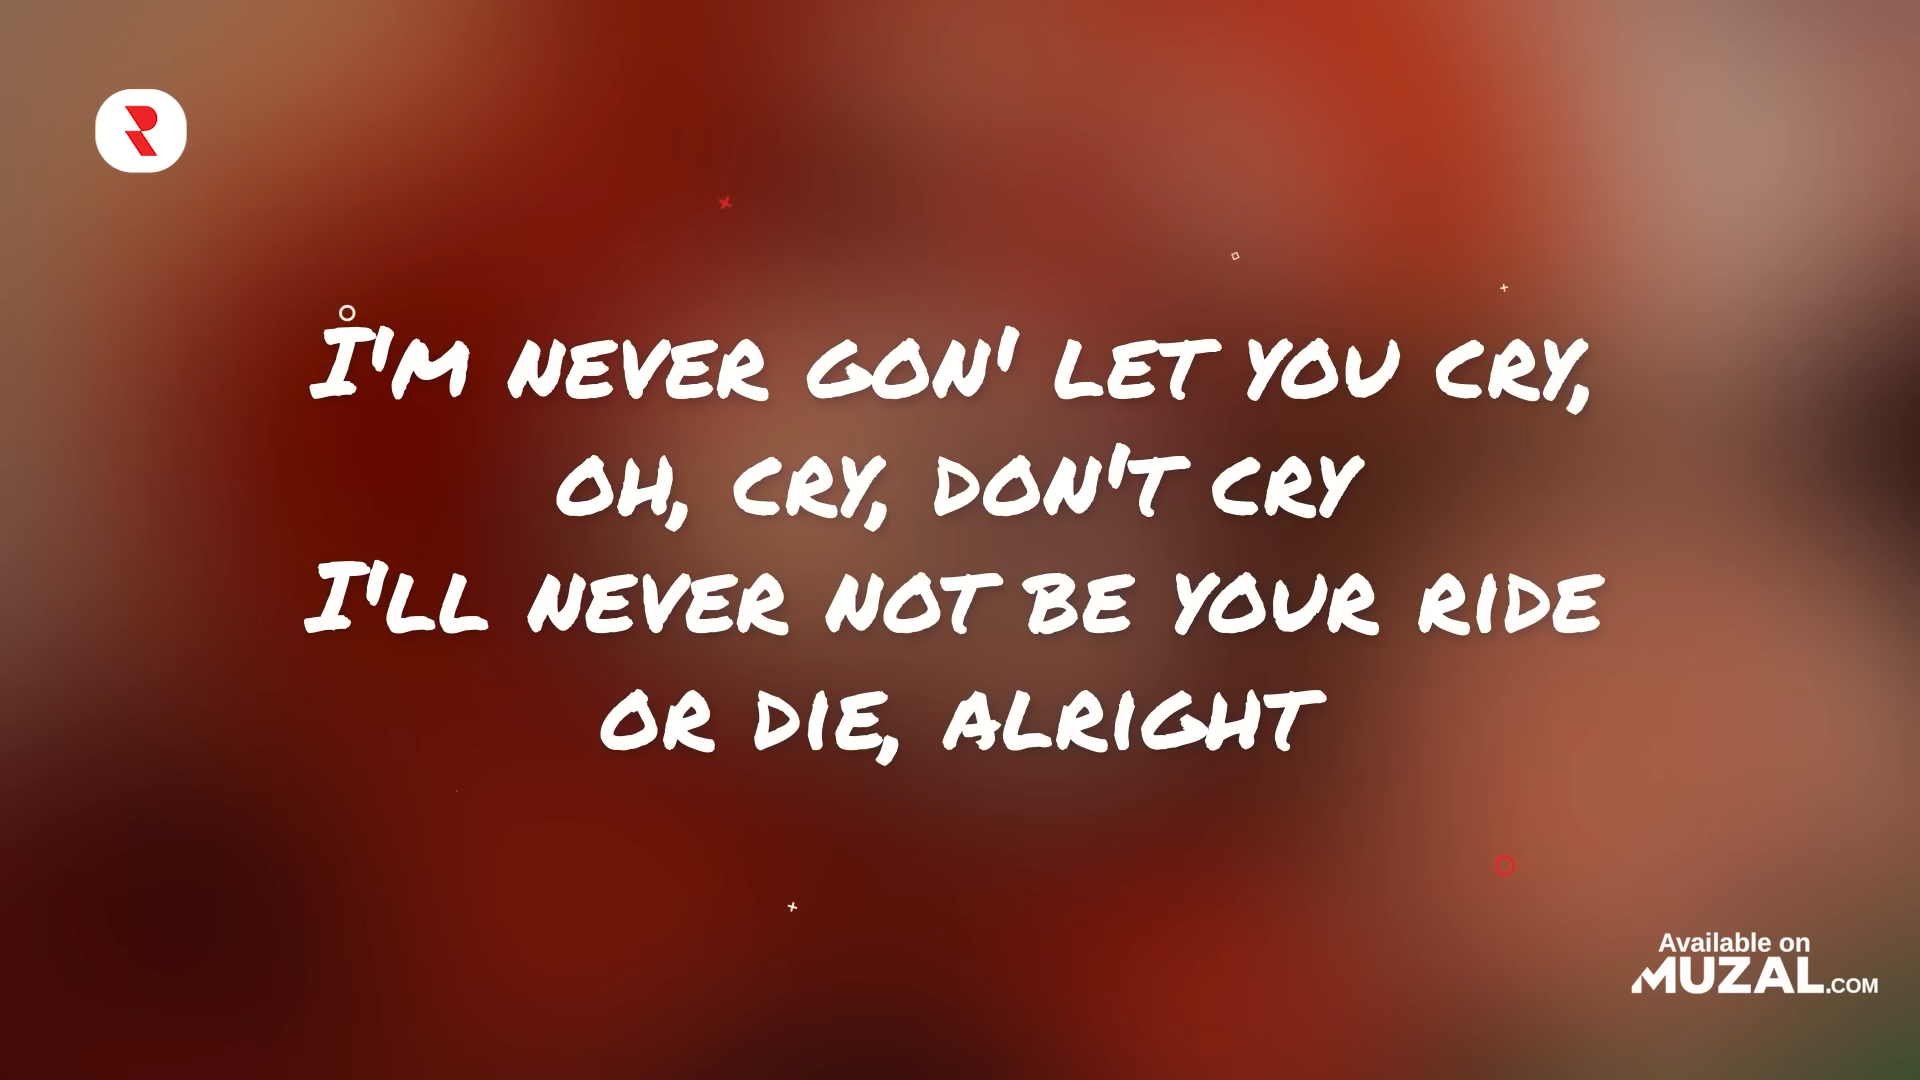 I'M NEVER GON' LET YOU CRY,
OH, CRY, DON'T CRY
I'LL NEVER NOT BE YOUR RIDE
OR DIE, ALRIGHT
Available on
MUZAL.COM